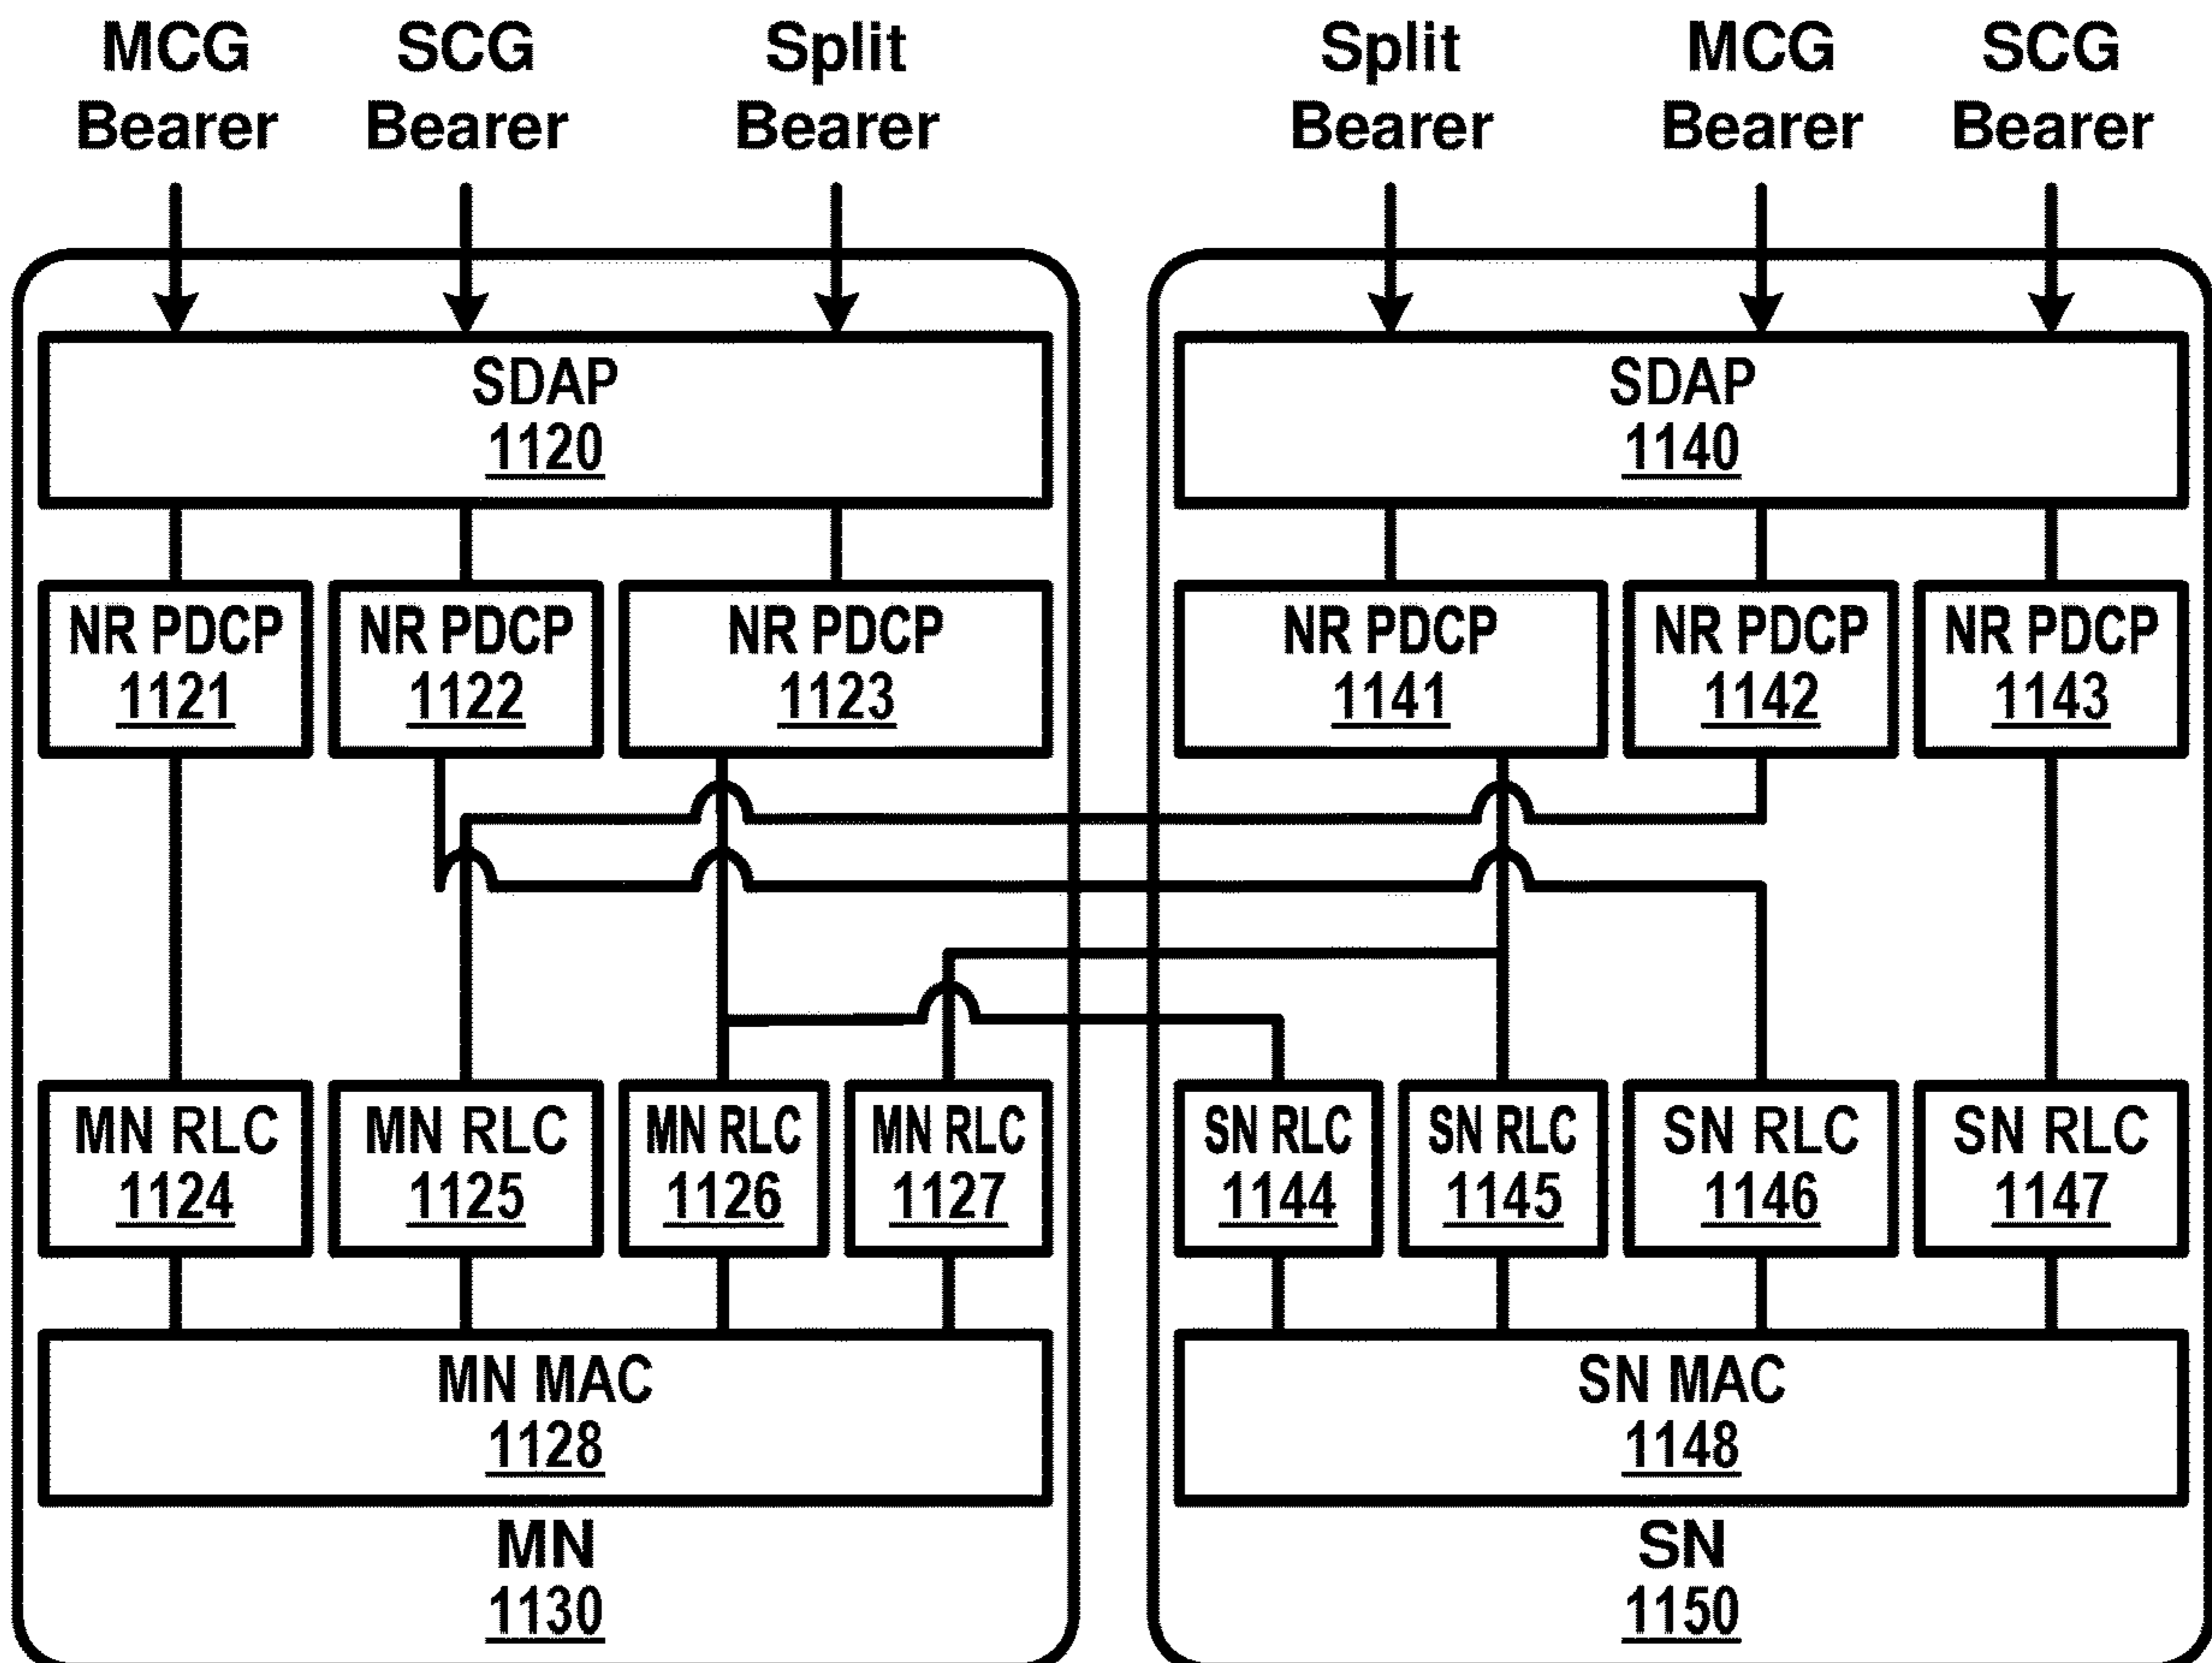 MCG
Bearer
SCG
Bearer
Split
Bearer
Split
Bearer
MCG
Bearer
SCG
Bearer
SDAP
1120
SDAP
1140
NR PDCP
1121
NR PDCP
1122
NR PDCP
1123
NR PDCP
1141
NR PDCP
1142
NR PDCP
1143
MN RLC
1124
MN RLC
1125
MN RLC
1126
MN RLC
1127
SN RLC
1144
SN RLC
1145
SN RLC
1146
SN RLC
1147
MN MAC
1128
SN MAC
1148
MN
1130
SN
1150